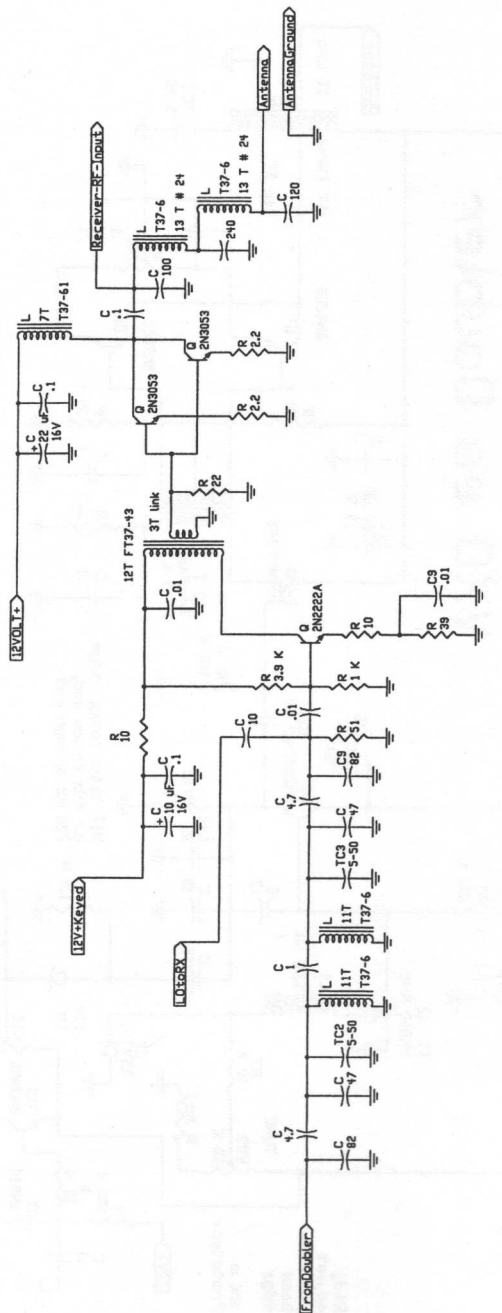 12VOLT+
+ C
22 uF
16V
C
.1
L
7T
T37-61
Receiver-RF-Input
C
.1
C
100
L
T37-6
13 T # 24
240
L
T37-6
13 T # 24
C
120
Antenna
AntennaGround
Q
2N3053
Q
2N3053
R
2.2
R
2.2
12T FT37-43
3T link
R
22
12V+Keyed
+ C
10 uF
16V
C
.1
R
10
C
.01
R
3.9 K
Q
2N2222A
R
10
R
39
C9
.01
R
1 K
C
.01
C
10
LOtoRX
R
51
C9
82
C
4.7
C
47
TC3
5-50
L
11T
T37-6
C
1
L
11T
T37-6
TC2
5-50
C
47
C
4.7
C
82
FromDoubler